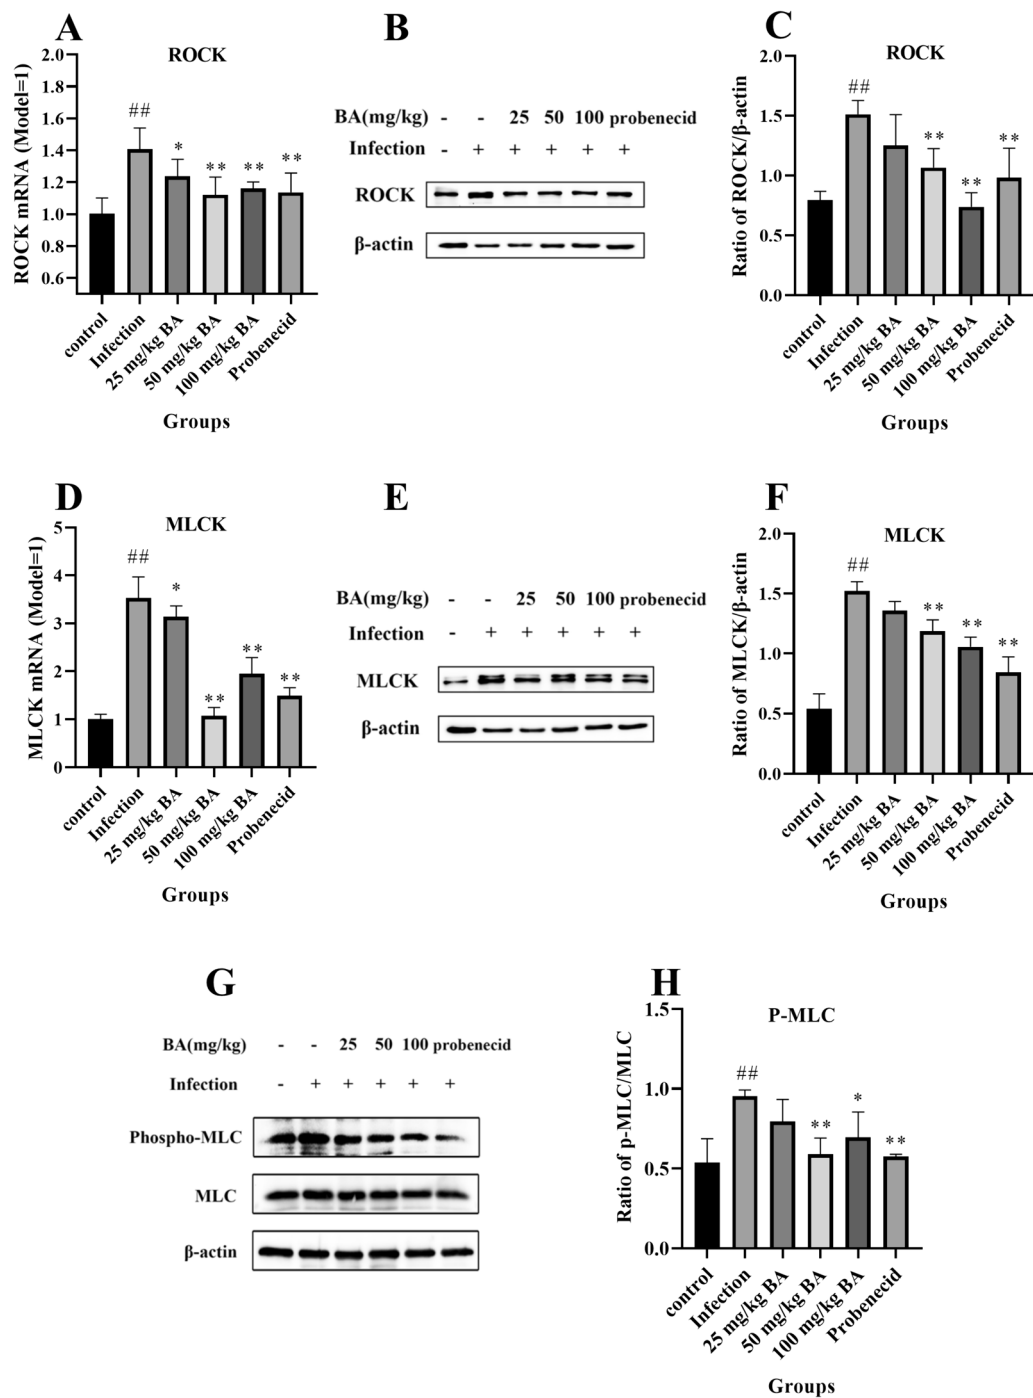 A
ROCK
ROCK mRNA (Model=1)
2.0
1.8
1.6
1.4
1.2
1.0
0.8
0.6
##
*
**
**
**
control
Infection
25 mg/kg BA
50 mg/kg BA
100 mg/kg BA
Probenecid
Groups
B
BA(mg/kg) - - 25 50 100 probenecid
Infection - + + + + +
ROCK
β-actin
C
ROCK
Ratio of ROCK/β-actin
2.0
1.5
1.0
0.5
0.0
##
**
**
**
control
Infection
25 mg/kg BA
50 mg/kg BA
100 mg/kg BA
Probenecid
Groups
D
MLCK
MLCK mRNA (Model=1)
5
4
3
2
1
0
##
*
**
**
**
control
Infection
25 mg/kg BA
50 mg/kg BA
100 mg/kg BA
Probenecid
Groups
E
BA(mg/kg) - - 25 50 100 probenecid
Infection - + + + + +
MLCK
β-actin
F
MLCK
Ratio of MLCK/β-actin
2.0
1.5
1.0
0.5
0.0
##
**
**
**
control
Infection
25 mg/kg BA
50 mg/kg BA
100 mg/kg BA
Probenecid
Groups
G
BA(mg/kg) - - 25 50 100 probenecid
Infection - + + + + +
Phospho-MLC
MLC
β-actin
H
P-MLC
Ratio of p-MLC/MLC
1.5
1.0
0.5
0.0
##
**
*
**
control
Infection
25 mg/kg BA
50 mg/kg BA
100 mg/kg BA
Probenecid
Groups